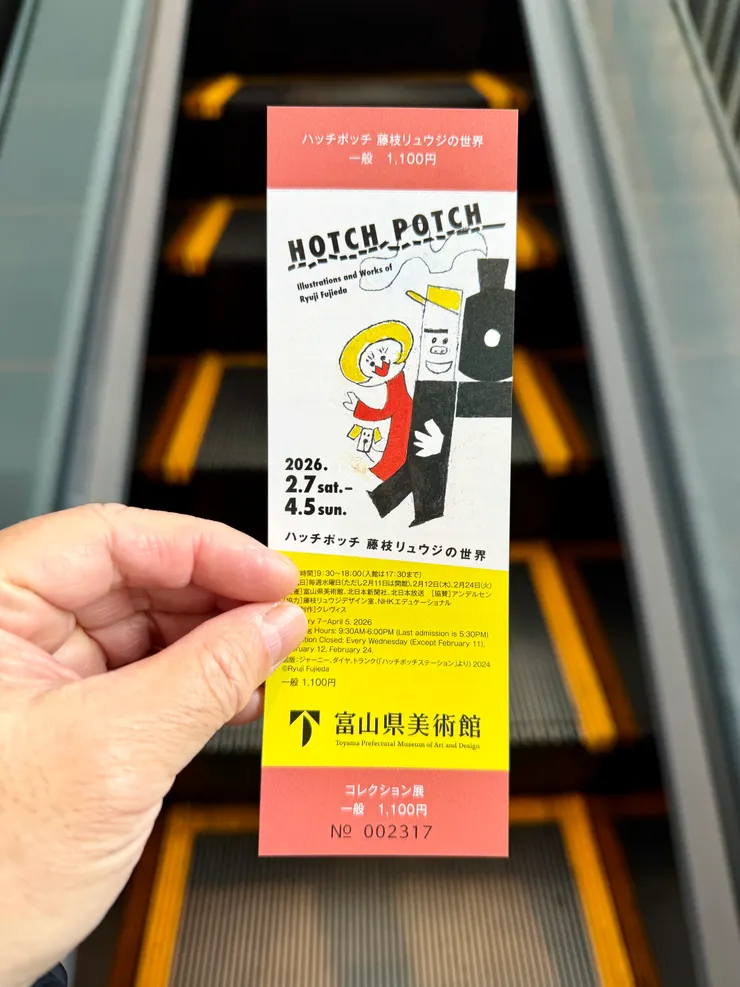 ハッチポッチ 藤枝リュウジの世界
一般 1,100円
HOTCH POTCH
Illustrations and Works of
Ryuji Fujieda
2026.
2.7 sat.–
4.5 sun.
ハッチポッチ 藤枝リュウジの世界
時間]9:30~18:00(入館は17:30まで)
日]毎週水曜日(ただし2月11日は開館)、2月12日(木)、2月24日(火)
]富山県美術館、北日本新聞社、北日本放送 [協賛]アンデルセン
協力]藤枝リュウジデザイン室、NHKエデュケーショナル
制作]クレヴィス
ry 7–April 5, 2026
g Hours: 9:30AM-6:00PM (Last admission is 5:30PM)
tion Closed: Every Wednesday (Except February 11),
uary 12, February 24.
版:ジャーニー、ダイヤ、トランク(「ハッチポッチステーション」より) 2024
©Ryuji Fujieda
一般 1,100円
富山県美術館
Toyama Prefectural Museum of Art and Design
コレクション展
一般 1,100円
№ 002317